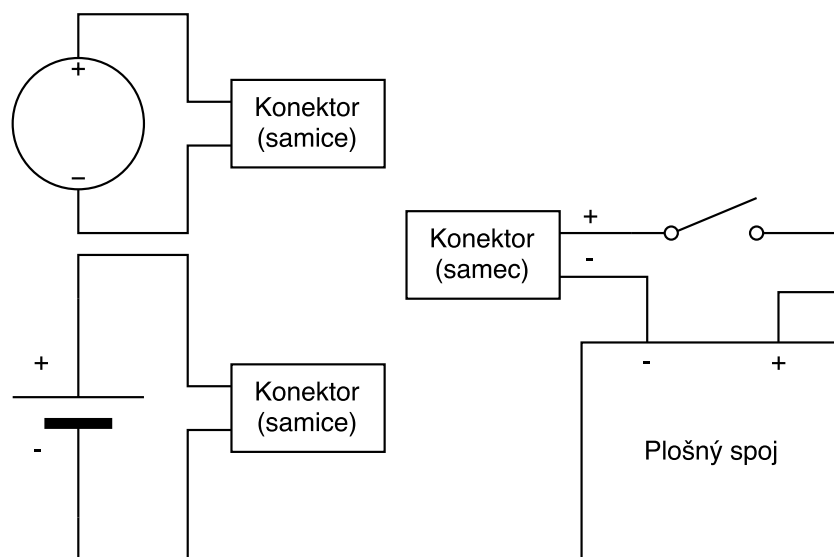 +
−
Konektor
(samice)
+
-
Konektor
(samice)
Konektor
(samec)
+
-
-
+
Plošný spoj